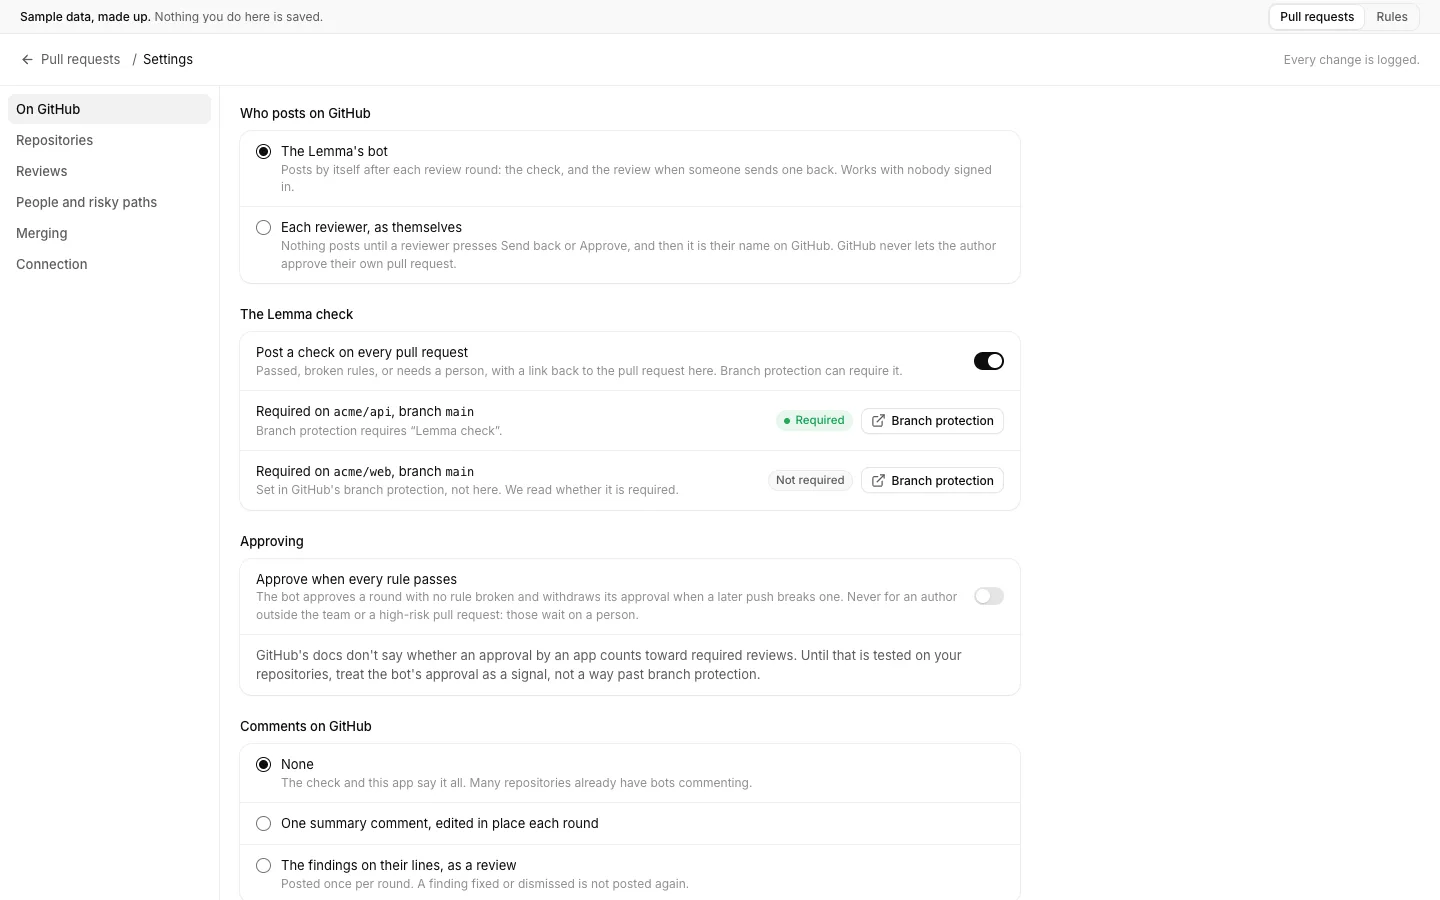 Sample data, made up. Nothing you do here is saved.
Pull requests
Rules
Pull requests / Settings
Every change is logged.
On GitHub
Repositories
Reviews
People and risky paths
Merging
Connection
Who posts on GitHub
The Lemma's bot
Posts by itself after each review round: the check, and the review when someone sends one back. Works with nobody signed
in.
Each reviewer, as themselves
Nothing posts until a reviewer presses Send back or Approve, and then it is their name on GitHub. GitHub never lets the author
approve their own pull request.
The Lemma check
Post a check on every pull request
Passed, broken rules, or needs a person, with a link back to the pull request here. Branch protection can require it.
Required on acme/api, branch main
Branch protection requires “Lemma check”.
Required
Branch protection
Required on acme/web, branch main
Set in GitHub's branch protection, not here. We read whether it is required.
Not required
Branch protection
Approving
Approve when every rule passes
The bot approves a round with no rule broken and withdraws its approval when a later push breaks one. Never for an author
outside the team or a high-risk pull request: those wait on a person.
GitHub's docs don't say whether an approval by an app counts toward required reviews. Until that is tested on your
repositories, treat the bot's approval as a signal, not a way past branch protection.
Comments on GitHub
None
The check and this app say it all. Many repositories already have bots commenting.
One summary comment, edited in place each round
The findings on their lines, as a review
Posted once per round. A finding fixed or dismissed is not posted again.